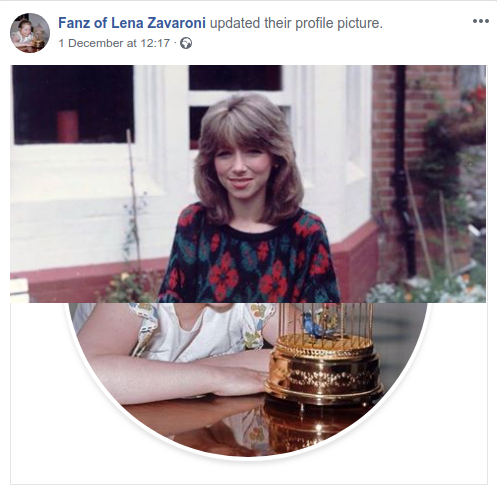 Fanz of Lena Zavaroni updated their profile picture.
1 December at 12:17 ·